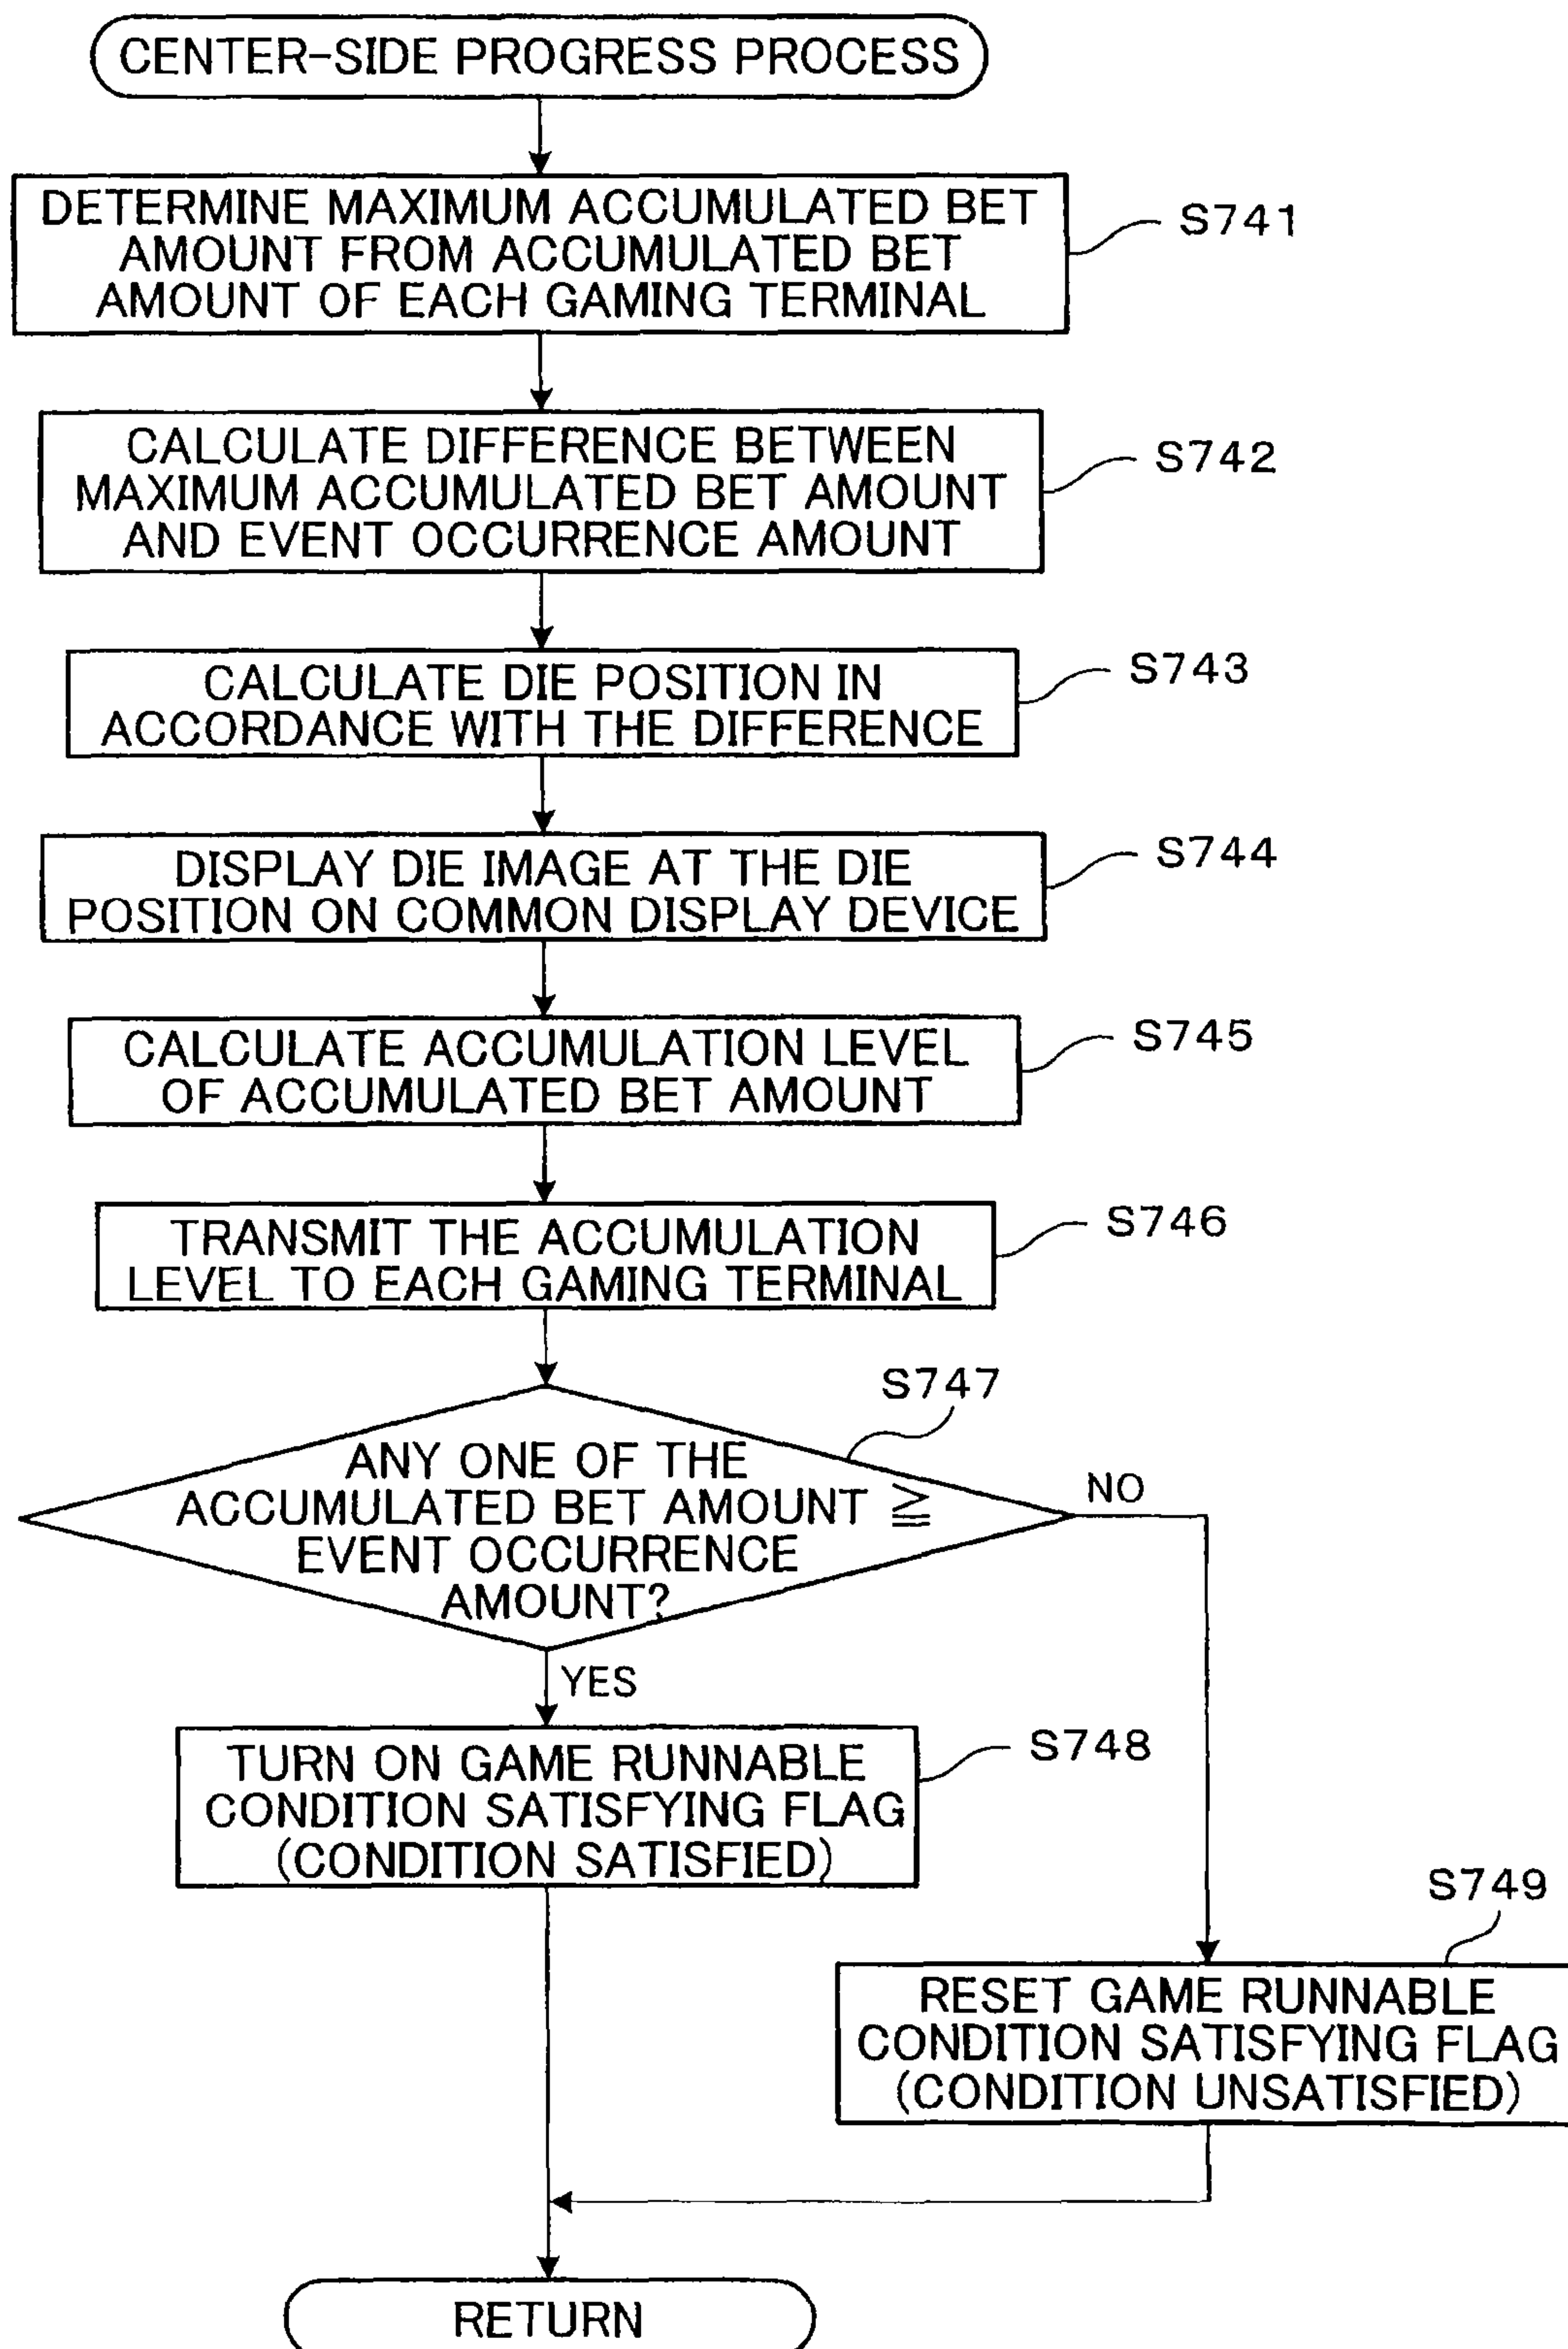 CENTER-SIDE PROGRESS PROCESS
DETERMINE MAXIMUM ACCUMULATED BET
AMOUNT FROM ACCUMULATED BET
AMOUNT OF EACH GAMING TERMINAL
S741
CALCULATE DIFFERENCE BETWEEN
MAXIMUM ACCUMULATED BET AMOUNT
AND EVENT OCCURRENCE AMOUNT
S742
CALCULATE DIE POSITION IN
ACCORDANCE WITH THE DIFFERENCE
S743
DISPLAY DIE IMAGE AT THE DIE
POSITION ON COMMON DISPLAY DEVICE
S744
CALCULATE ACCUMULATION LEVEL
OF ACCUMULATED BET AMOUNT
S745
TRANSMIT THE ACCUMULATION
LEVEL TO EACH GAMING TERMINAL
S746
S747
ANY ONE OF THE
ACCUMULATED BET AMOUNT ≧
EVENT OCCURRENCE
AMOUNT?
NO
YES
TURN ON GAME RUNNABLE
CONDITION SATISFYING FLAG
(CONDITION SATISFIED)
S748
S749
RESET GAME RUNNABLE
CONDITION SATISFYING FLAG
(CONDITION UNSATISFIED)
RETURN